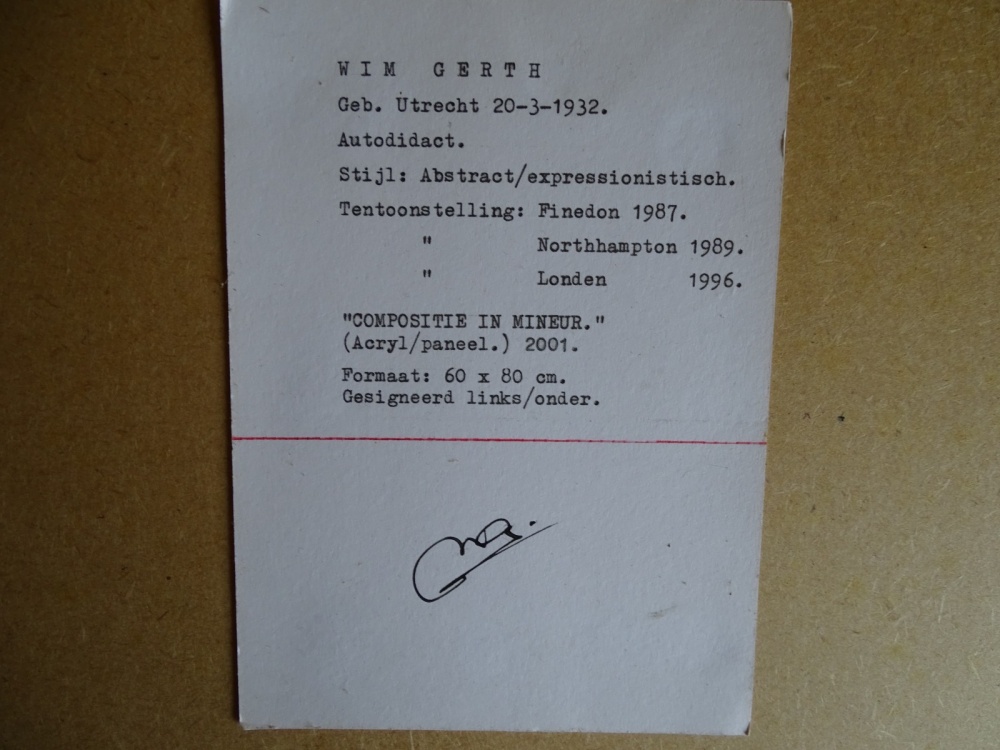 WIM GERTH
Geb. Utrecht 20-3-1932.
Autodidact.
Stijl: Abstract/expressionistisch.
Tentoonstelling: Finedon 1987.
" Northhampton 1989.
" Londen 1996.
"COMPOSITIE IN MINEUR."
(Acryl/paneel.) 2001.
Formaat: 60 x 80 cm.
Gesigneerd links/onder.